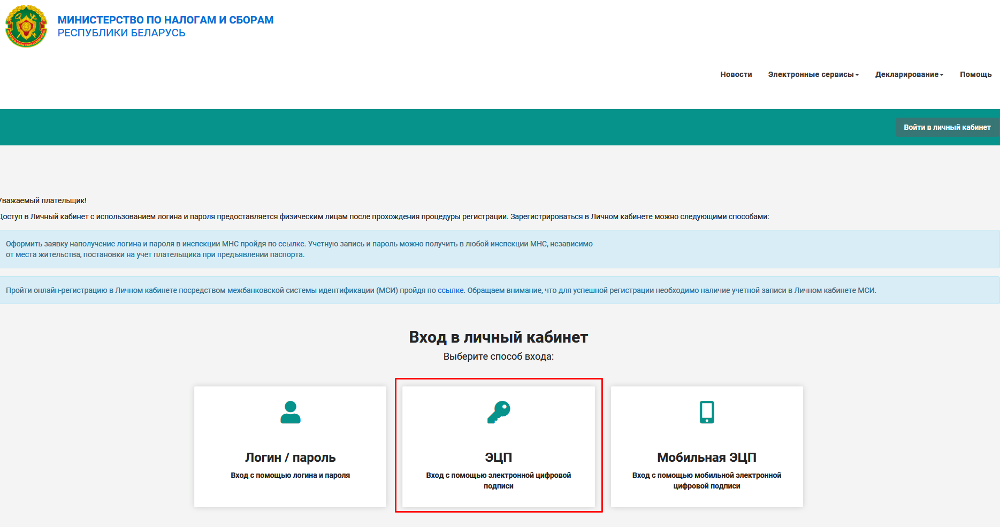 МИНИСТЕРСТВО ПО НАЛОГАМ И СБОРАМ
РЕСПУБЛИКИ БЕЛАРУСЬ
Новости Электронные сервисы Декларирование Помощь
Войти в личный кабинет
Уважаемый плательщик!
Доступ в Личный кабинет с использованием логина и пароля предоставляется физическим лицам после прохождения процедуры регистрации. Зарегистрироваться в Личном кабинете можно следующими способами:
Оформить заявку наполучение логина и пароля в инспекции МНС пройдя по ссылке. Учетную запись и пароль можно получить в любой инспекции МНС, независимо
от места жительства, постановки на учет плательщика при предъявлении паспорта.
Пройти онлайн-регистрацию в Личном кабинете посредством межбанковской системы идентификации (МСИ) пройдя по ссылке. Обращаем внимание, что для успешной регистрации необходимо наличие учетной записи в Личном кабинете МСИ.
Вход в личный кабинет
Выберите способ входа:
Логин / пароль
Вход с помощью логина и пароля
ЭЦП
Вход с помощью электронной цифровой
подписи
Мобильная ЭЦП
Вход с помощью мобильной электронной
цифровой подписи